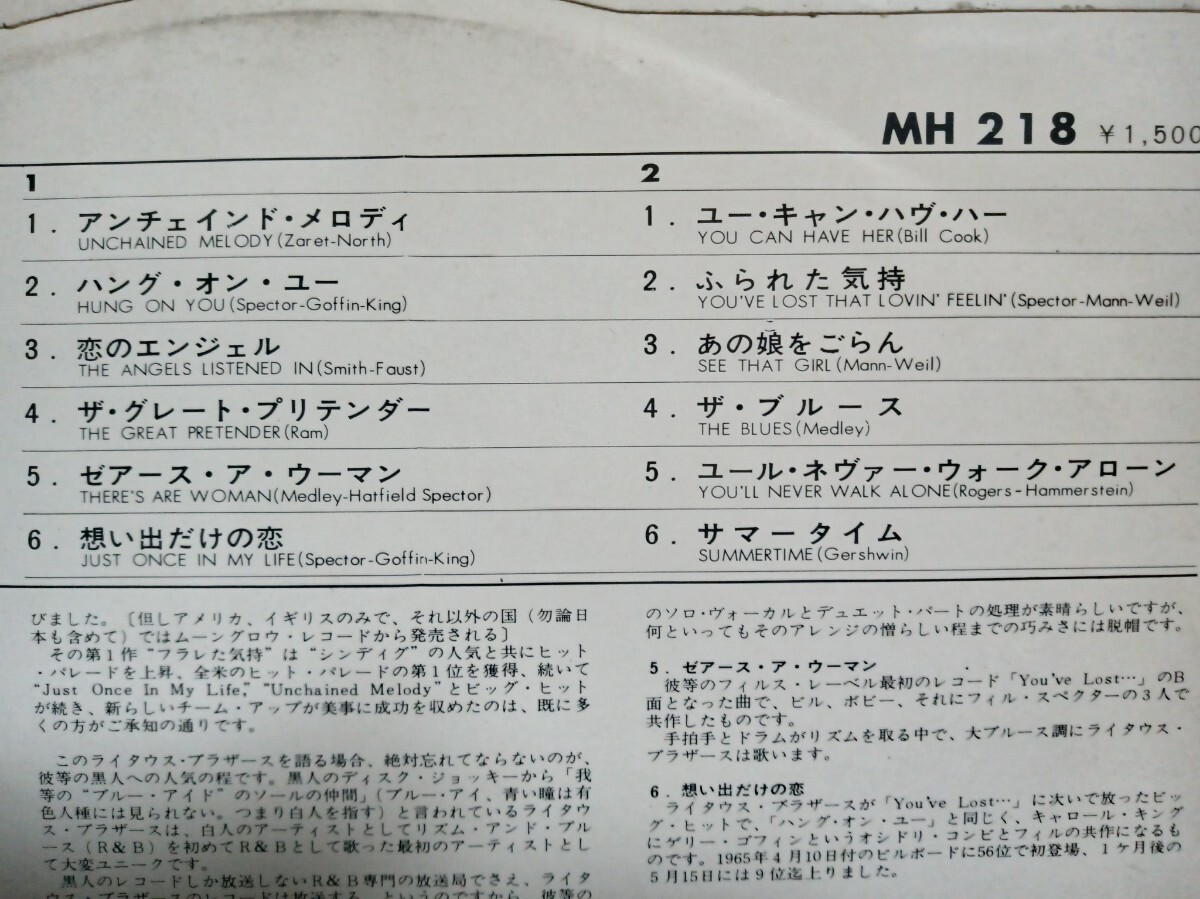 MH 218 ¥1,500
1
1. アンチェインド・メロディ
UNCHAINED MELODY(Zaret-North)
2. ハング・オン・ユー
HUNG ON YOU(Spector-Goffin-King)
3. 恋のエンジェル
THE ANGELS LISTENED IN(Smith-Faust)
4. ザ・グレート・プリテンダー
THE GREAT PRETENDER(Ram)
5. ゼアース・ア・ウーマン
THERE'S ARE WOMAN(Medley-Hatfield Spector)
6. 想い出だけの恋
JUST ONCE IN MY LIFE(Spector-Goffin-King)
2
1. ユー・キャン・ハヴ・ハー
YOU CAN HAVE HER(Bill Cook)
2. ふられた気持
YOU'VE LOST THAT LOVIN' FEELIN'(Spector-Mann-Weil)
3. あの娘をごらん
SEE THAT GIRL(Mann-Weil)
4. ザ・ブルース
THE BLUES(Medley)
5. ユール・ネヴァー・ウォーク・アローン
YOU'LL NEVER WALK ALONE(Rogers-Hammerstein)
6. サマータイム
SUMMERTIME(Gershwin)
びました。〔但しアメリカ、イギリスのみで、それ以外の国（勿論日
本も含めて）ではムーングロウ・レコードから発売される〕
その第1作“フラレた気持”は“シンディグ”の人気と共にヒット
・パレードを上昇、全米のヒット・パレードの第1位を獲得、続いて
“Just Once In My Life,” “Unchained Melody”とビッグ・ヒット
が続き、新らしいチーム・アップが美事に成功を収めたのは、既に多
くの方がご承知の通りです。
このライタウス・ブラザースを語る場合、絶対忘れてならないのが、
彼等の黒人への人気の程です。黒人のディスク・ジョッキーから「我
等の“ブルー・アイド”のソールの仲間」（ブルー・アイ、青い瞳は有
色人種には見られない。つまり白人を指す）と言われているライタウ
ス・ブラザースは、白人のアーティストとしてリズム・アンド・ブル
ース（R&B）を初めてR&Bとして歌った最初のアーティストとし
て大変ユニークです。
黒人のレコードしか放送しないR&B専門の放送局でさえ、ライタ
ウス・ブラザースのレコードは放送する、というのですから、彼等の
のソロ・ヴォーカルとデュエット・パートの処理が素晴らしいですが、
何といってもそのアレンジの憎らしい程までの巧みさには脱帽です。
5. ゼアース・ア・ウーマン
彼等のフィルス・レーベル最初のレコード「You've Lost…」のB
面となった曲で、ビル、ボビー、それにフィル・スペクターの3人で
共作したものです。
手拍手とドラムがリズムを取る中で、大ブルース調にライタウス・
ブラザースは歌います。
6. 想い出だけの恋
ライタウス・ブラザースが「You've Lost…」に次いで放ったビッ
グ・ヒットで、「ハング・オン・ユー」と同じく、キャロール・キング
にゲリー・ゴフィンというオシドリ・コンビとフィルの共作になるも
のです。1965年4月10日付のビルボードに56位で初登場、1ケ月後の
5月15日には9位迄上りました。